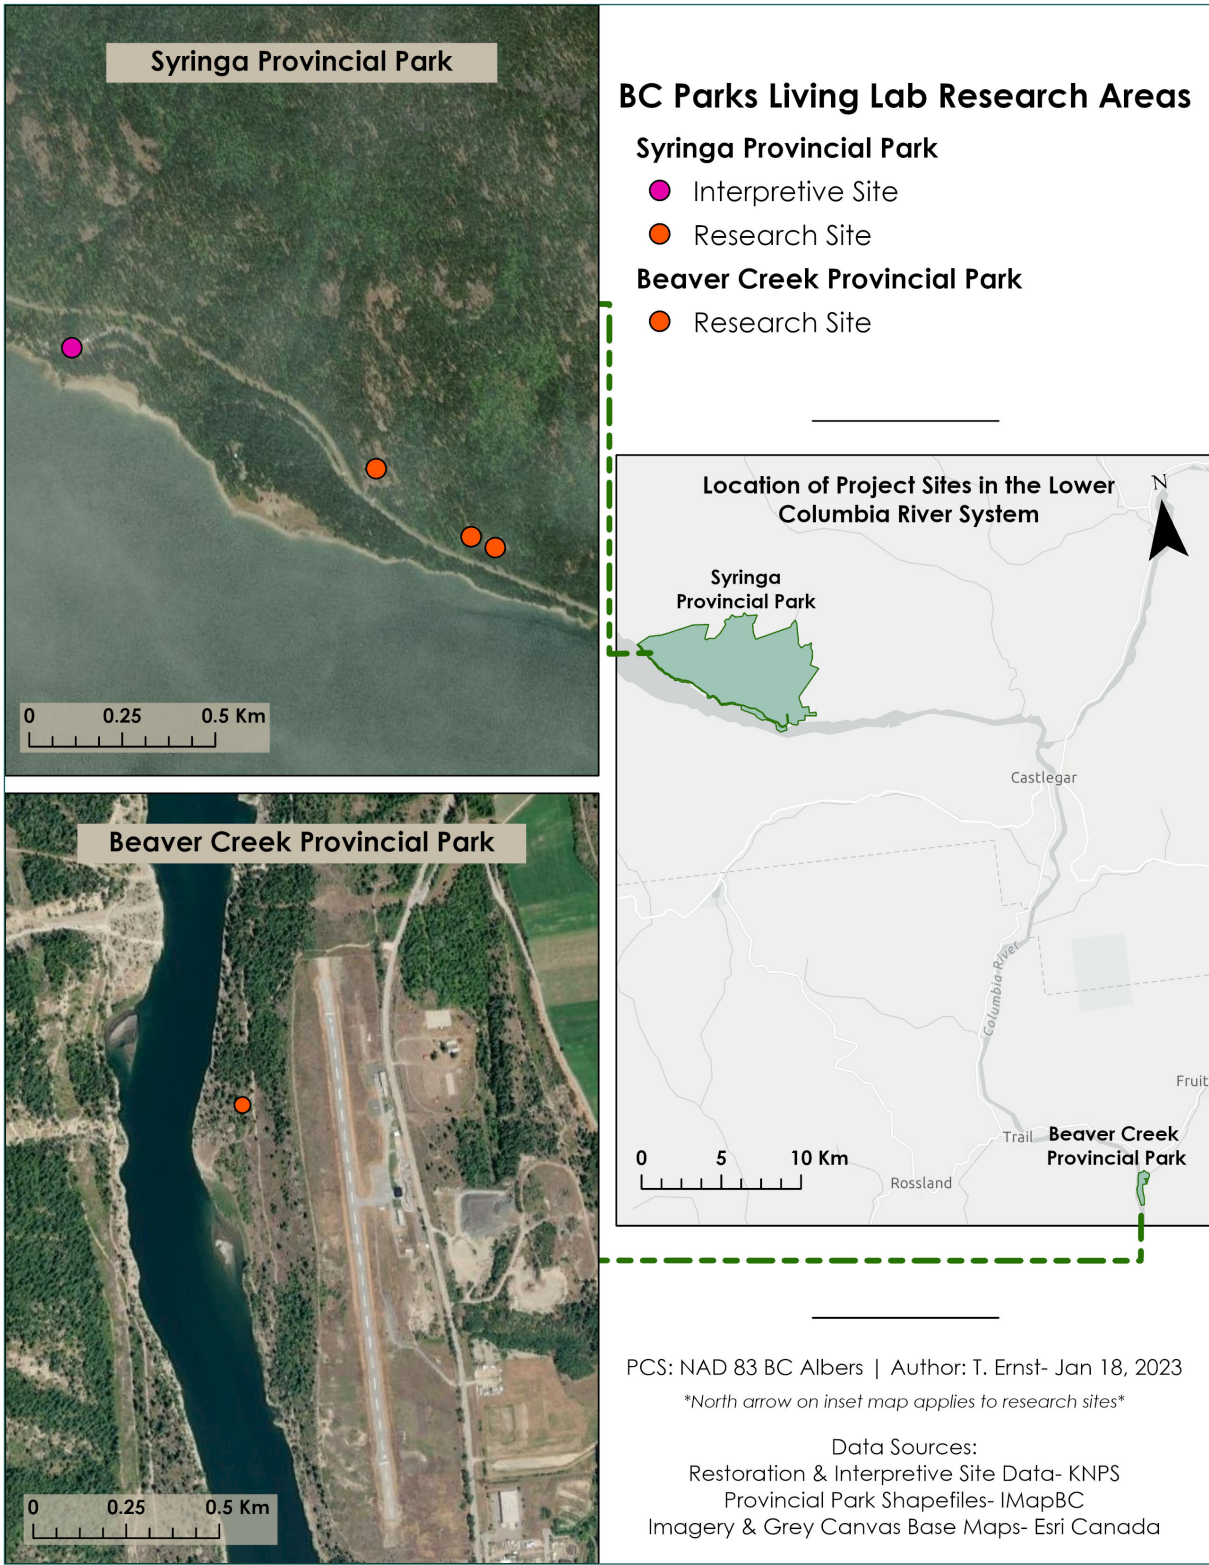 Syringa Provincial Park
0 0.25 0.5 Km
Beaver Creek Provincial Park
0 0.25 0.5 Km
BC Parks Living Lab Research Areas
Syringa Provincial Park
Interpretive Site
Research Site
Beaver Creek Provincial Park
Research Site
Location of Project Sites in the Lower
Columbia River System
N
Syringa
Provincial Park
Castlegar
Columbia River
Fruit
Trail
Beaver Creek
Provincial Park
Rossland
0 5 10 Km
PCS: NAD 83 BC Albers | Author: T. Ernst- Jan 18, 2023
*North arrow on inset map applies to research sites*
Data Sources:
Restoration & Interpretive Site Data- KNPS
Provincial Park Shapefiles- IMapBC
Imagery & Grey Canvas Base Maps- Esri Canada